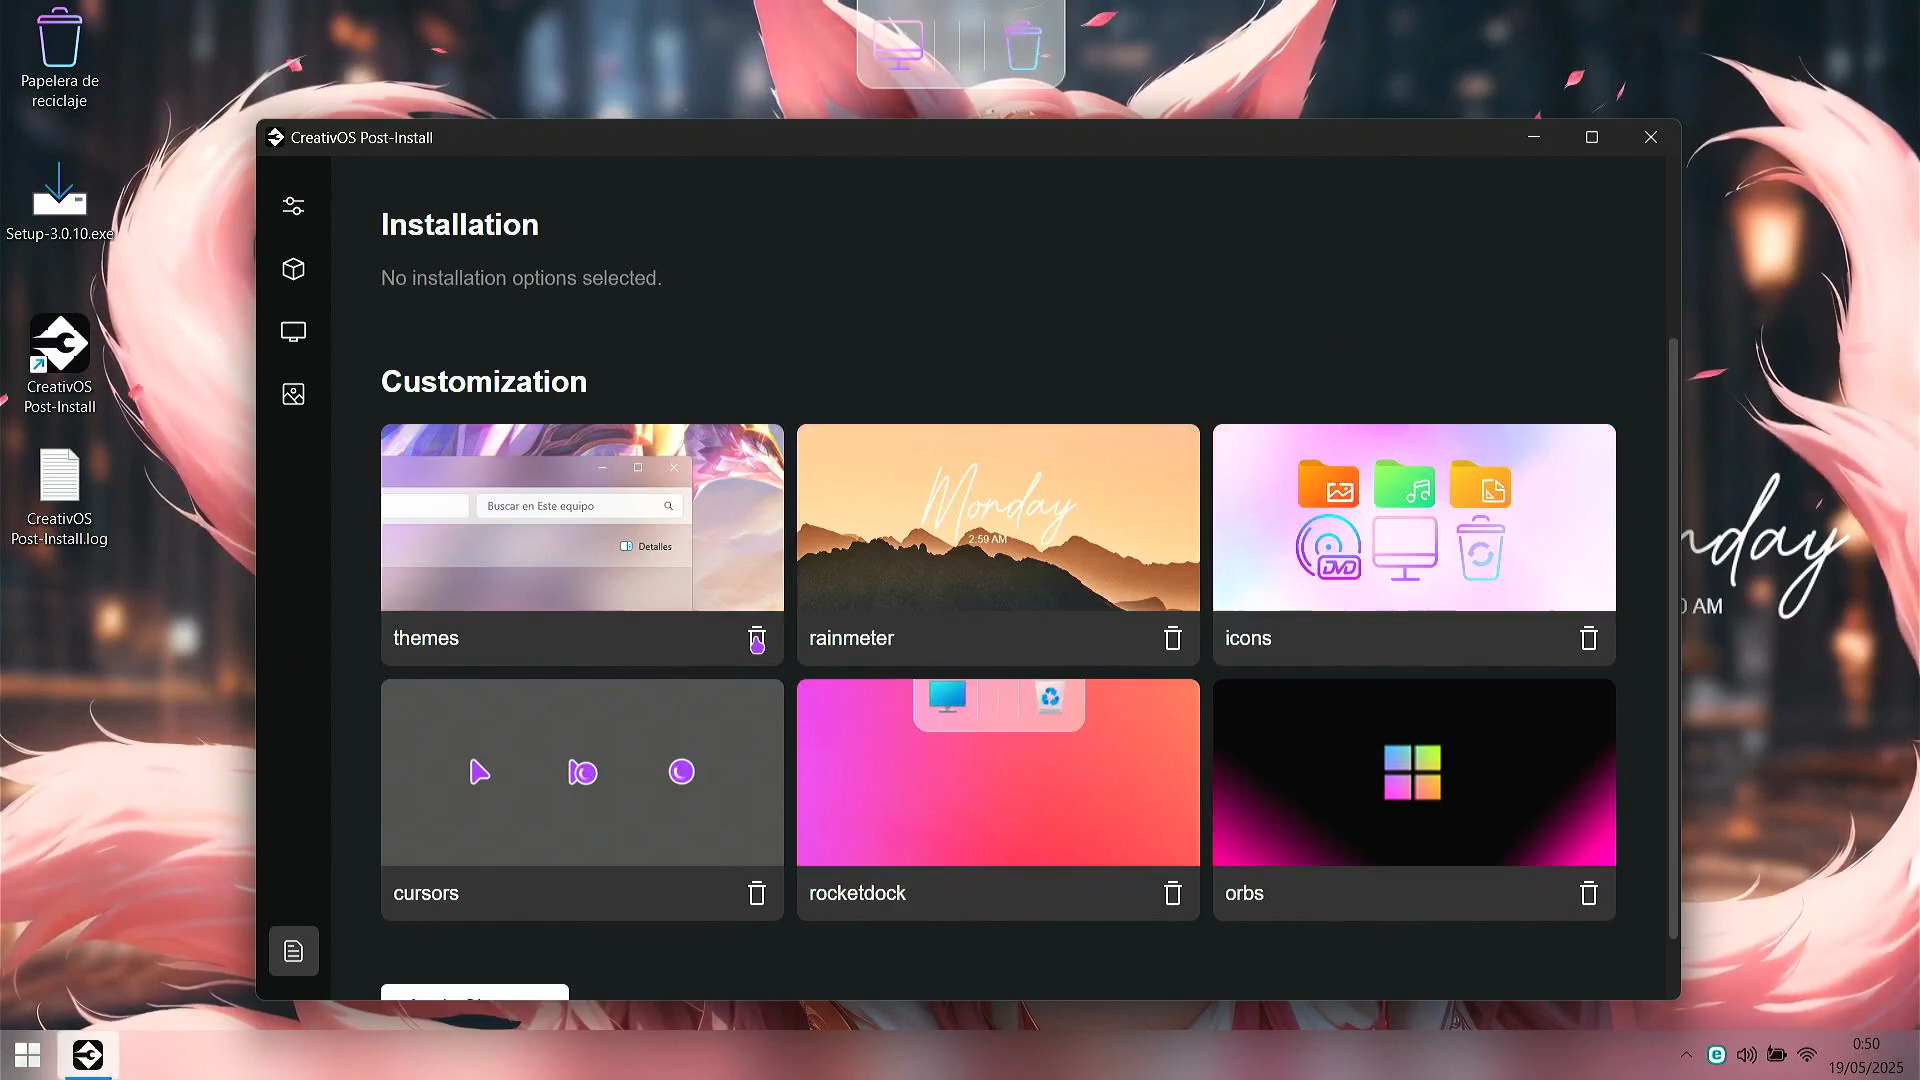 Papelera de
reciclaje
Setup-3.0.10.exe
CreativOS
Post-Install
CreativOS
Post-Install.log
CreativOS Post-Install
Installation
No installation options selected.
Customization
Buscar en Este equipo
Detalles
themes
Monday
2:59 AM
rainmeter
DVD
icons
cursors
rocketdock
orbs
AM
0:50
19/05/2025